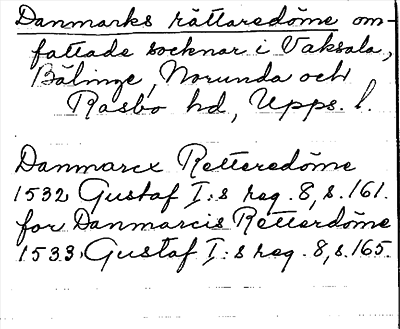 Danmarks rättaredöme om-
fattade socknar i Vaksala,
Bälinge, Norunda och
Rasbo hd, Upps. l.
Danmarcx Retteredöme
1532 Gustaf I:s reg. 8, s. 161.
for Danmarcis Retterdöme
1533 Gustaf I:s reg. 8, s. 165.